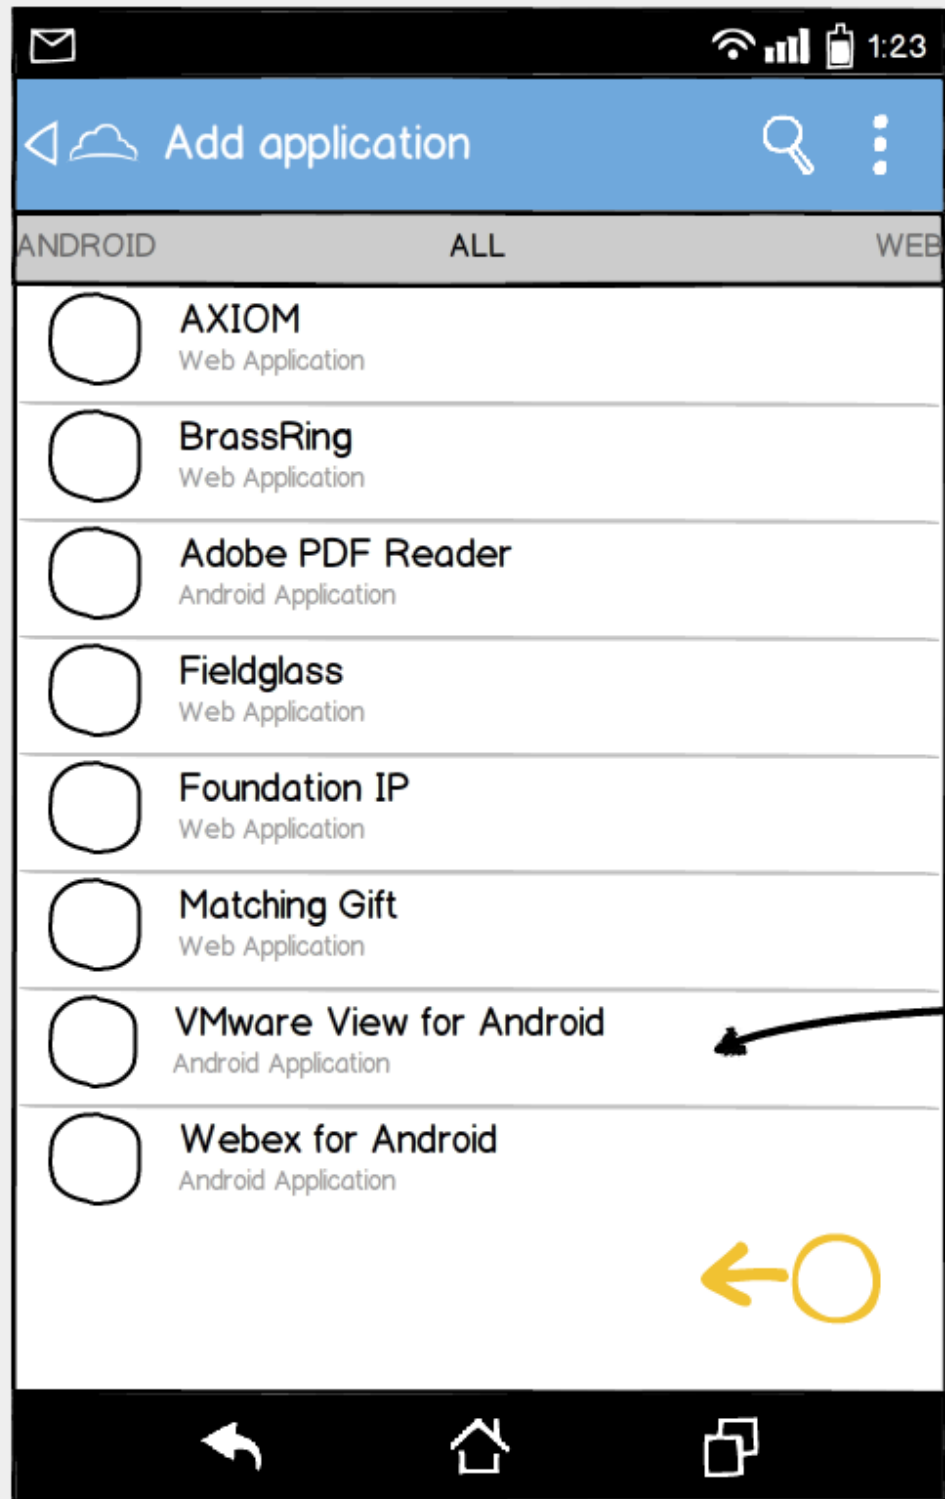 1:23
Add application
ANDROID ALL WEB
AXIOM
Web Application
BrassRing
Web Application
Adobe PDF Reader
Android Application
Fieldglass
Web Application
Foundation IP
Web Application
Matching Gift
Web Application
VMware View for Android
Android Application
Webex for Android
Android Application